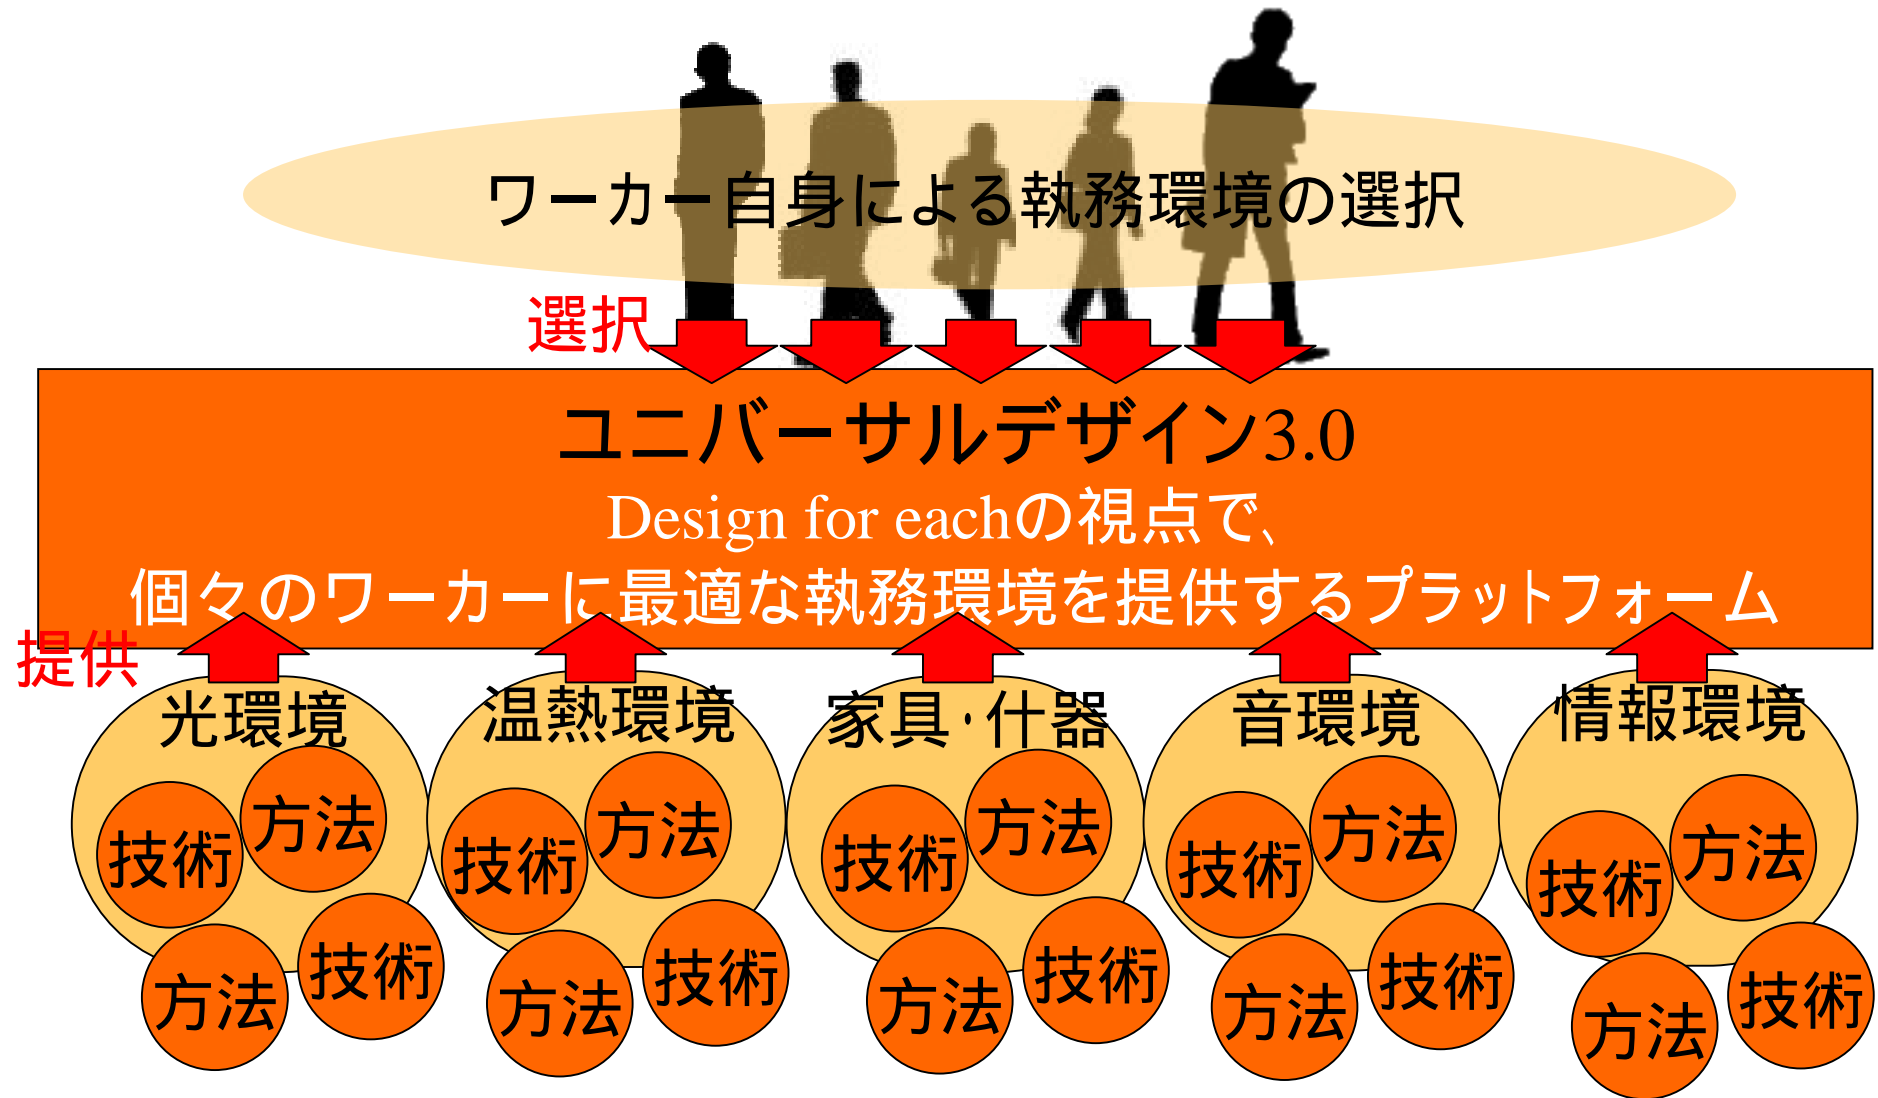 ワーカー自身による執務環境の選択
選択
ユニバーサルデザイン3.0
Design for eachの視点で、
個々のワーカーに最適な執務環境を提供するプラットフォーム
提供
光環境
技術
方法
方法
技術
温熱環境
技術
方法
方法
技術
家具・什器
技術
方法
方法
技術
音環境
技術
方法
方法
技術
情報環境
技術
方法
方法
技術